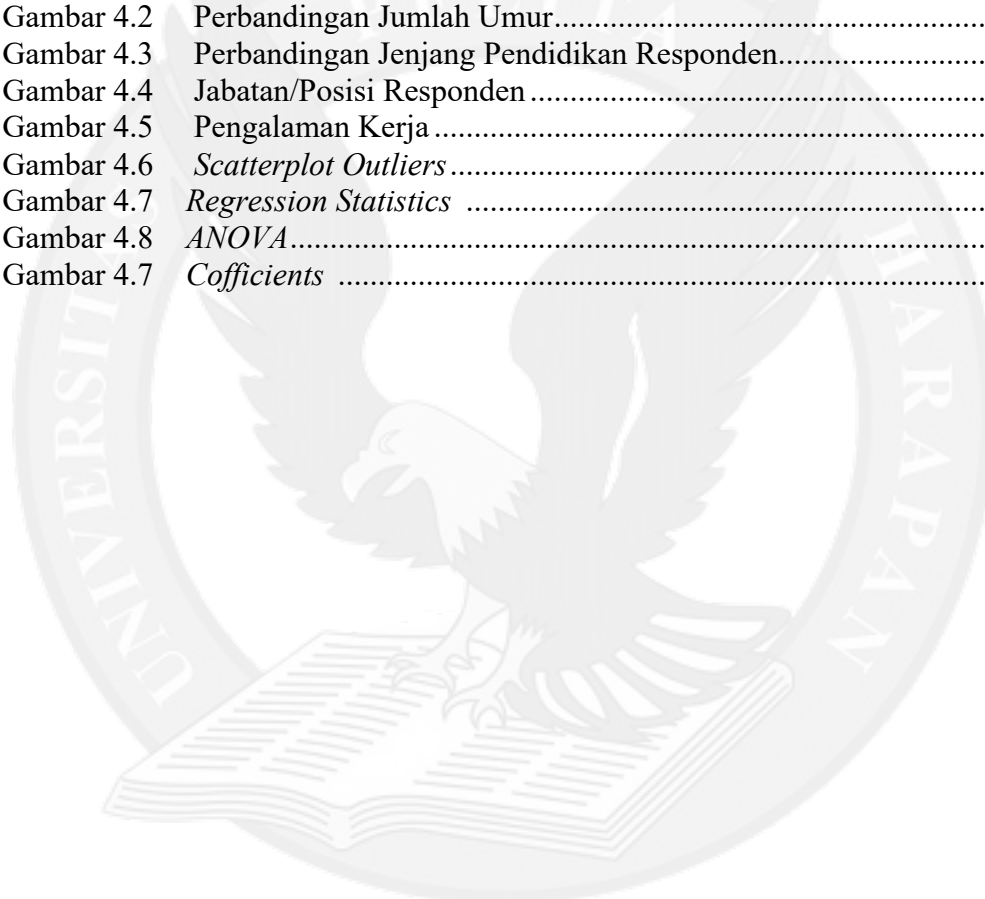 Gambar 4.2 Perbandingan Jumlah Umur......................................................
Gambar 4.3 Perbandingan Jenjang Pendidikan Responden..........................
Gambar 4.4 Jabatan/Posisi Responden.........................................................
Gambar 4.5 Pengalaman Kerja.....................................................................
Gambar 4.6 Scatterplot Outliers...................................................................
Gambar 4.7 Regression Statistics .................................................................
Gambar 4.8 ANOVA.......................................................................................
Gambar 4.7 Cofficients .................................................................................
UNIVERSITAS
HARAPAN